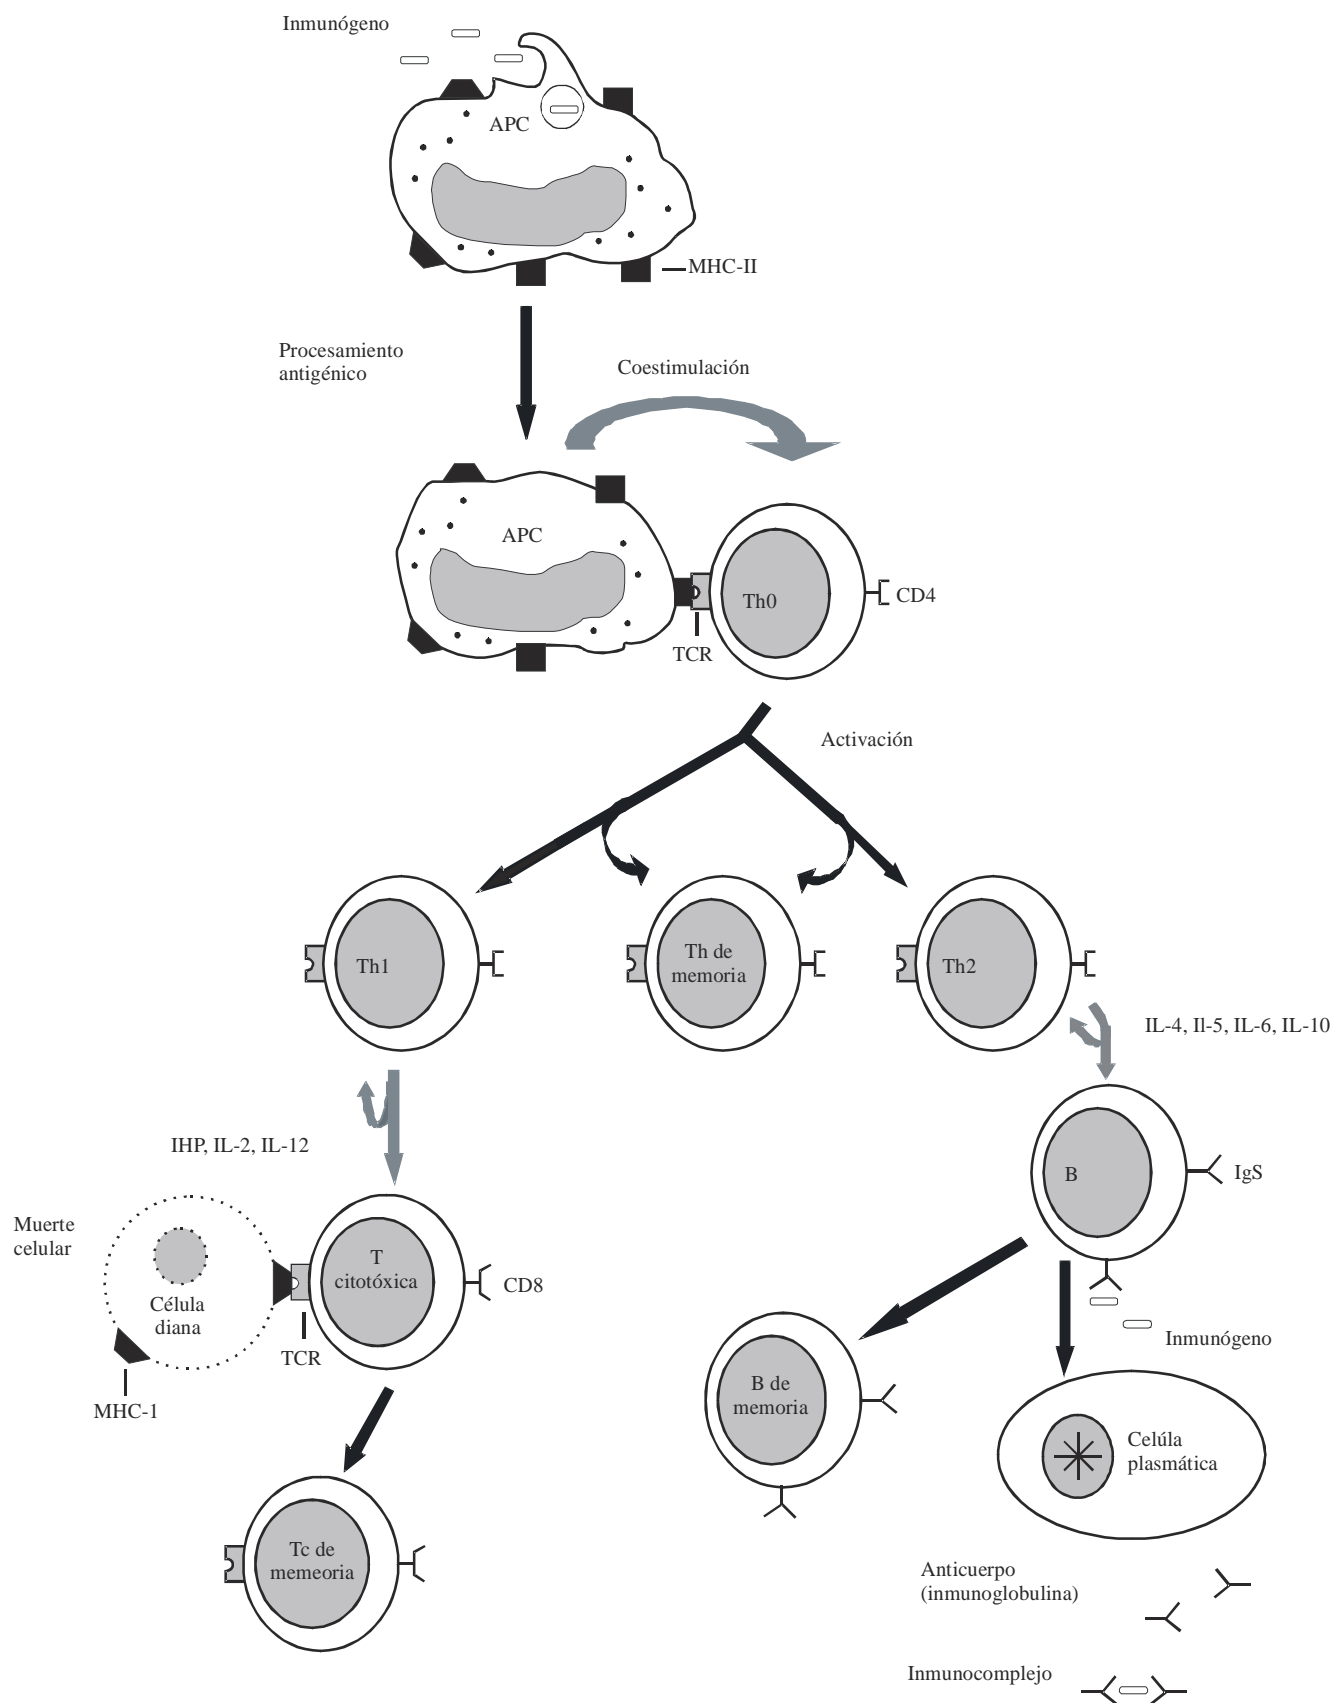 Inmunógeno
APC
MHC-II
Procesamiento
antigénico
Coestimulación
APC
Th0
CD4
TCR
Activación
Th1
Th de
memoria
Th2
IL-4, Il-5, IL-6, IL-10
IHP, IL-2, IL-12
B
IgS
Muerte
celular
T
citotóxica
CD8
Célula
diana
TCR
MHC-1
Inmunógeno
B de
memoria
Celúla
plasmática
Tc de
memeoria
Anticuerpo
(inmunoglobulina)
Inmunocomplejo